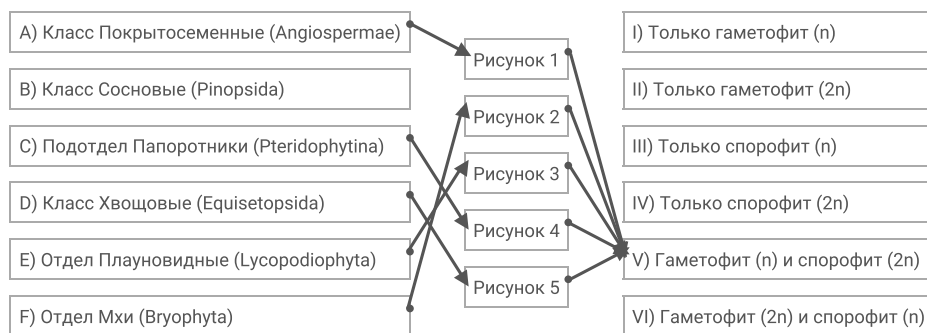 A) Класс Покрытосеменные (Angiospermae)
B) Класс Сосновые (Pinopsida)
C) Подотдел Папоротники (Pteridophytina)
D) Класс Хвощовые (Equisetopsida)
E) Отдел Плауновидные (Lycopodiophyta)
F) Отдел Мхи (Bryophyta)
Рисунок 1
Рисунок 2
Рисунок 3
Рисунок 4
Рисунок 5
I) Только гаметофит (n)
II) Только гаметофит (2n)
III) Только спорофит (n)
IV) Только спорофит (2n)
V) Гаметофит (n) и спорофит (2n)
VI) Гаметофит (2n) и спорофит (n)